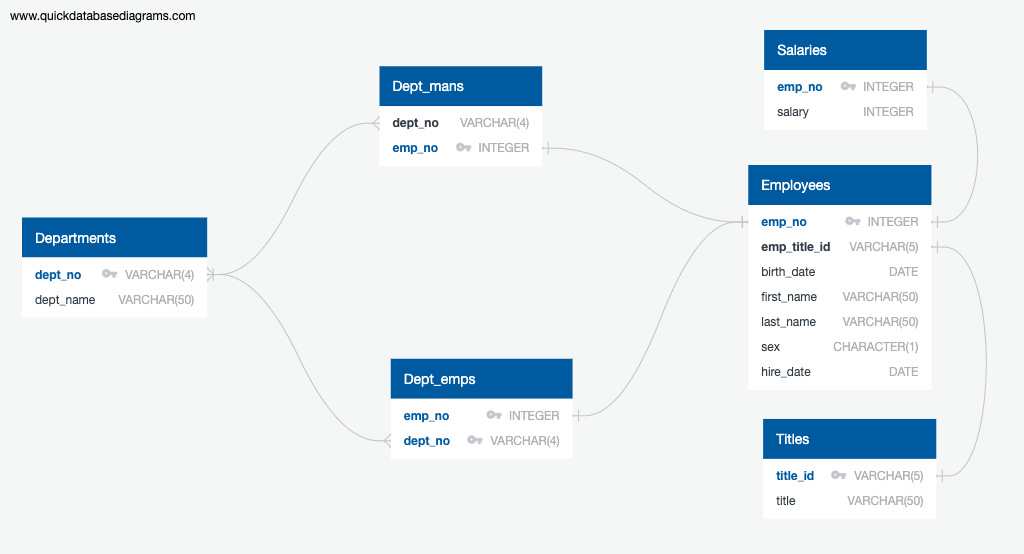 www.quickdatabasediagrams.com
Salaries
emp_no INTEGER
salary INTEGER
Dept_mans
dept_no VARCHAR(4)
emp_no INTEGER
Employees
emp_no INTEGER
emp_title_id VARCHAR(5)
birth_date DATE
first_name VARCHAR(50)
last_name VARCHAR(50)
sex CHARACTER(1)
hire_date DATE
Departments
dept_no VARCHAR(4)
dept_name VARCHAR(50)
Dept_emps
emp_no INTEGER
dept_no VARCHAR(4)
Titles
title_id VARCHAR(5)
title VARCHAR(50)